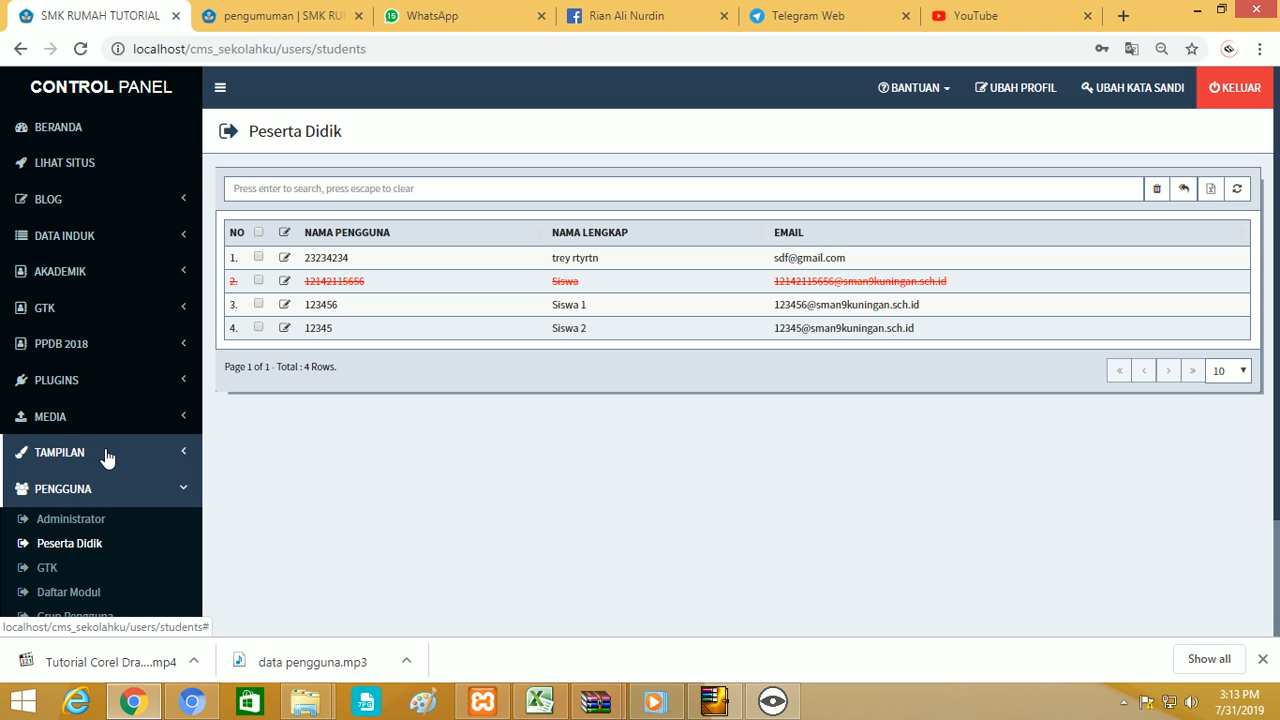 SMK RUMAH TUTORIAL
pengumuman | SMK RU
WhatsApp
Rian Ali Nurdin
Telegram Web
YouTube
localhost/cms_sekolahku/users/students
CONTROL PANEL
BANTUAN
UBAH PROFIL
UBAH KATA SANDI
KELUAR
BERANDA
LIHAT SITUS
BLOG
DATA INDUK
AKADEMIK
GTK
PPDB 2018
PLUGINS
MEDIA
TAMPILAN
PENGGUNA
Administrator
Peserta Didik
GTK
Daftar Modul
Grup Pengguna
localhost/cms_sekolahku/users/students#
Peserta Didik
Press enter to search, press escape to clear
NO NAMA PENGGUNA NAMA LENGKAP EMAIL
1. 23234234 trey rtyrtn sdf@gmail.com
2. 12142115656 Siswa 12142115656@sman9kuningan.sch.id
3. 123456 Siswa 1 123456@sman9kuningan.sch.id
4. 12345 Siswa 2 12345@sman9kuningan.sch.id
Page 1 of 1 - Total : 4 Rows.
« ‹ › » 10
Tutorial Corel Dra....mp4
data pengguna.mp3
Show all
JPG
3:13 PM
7/31/2019